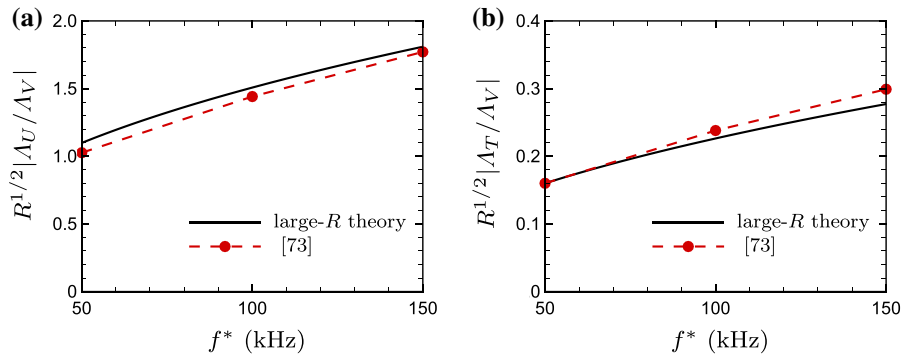 (a)
R^{1/2}|Λ_U/Λ_V|
2.0
1.5
1.0
0.5
0
50
100
150
f* (kHz)
large-R theory
[73]
(b)
R^{1/2}|Λ_T/Λ_V|
0.4
0.3
0.2
0.1
0
50
100
150
f* (kHz)
large-R theory
[73]